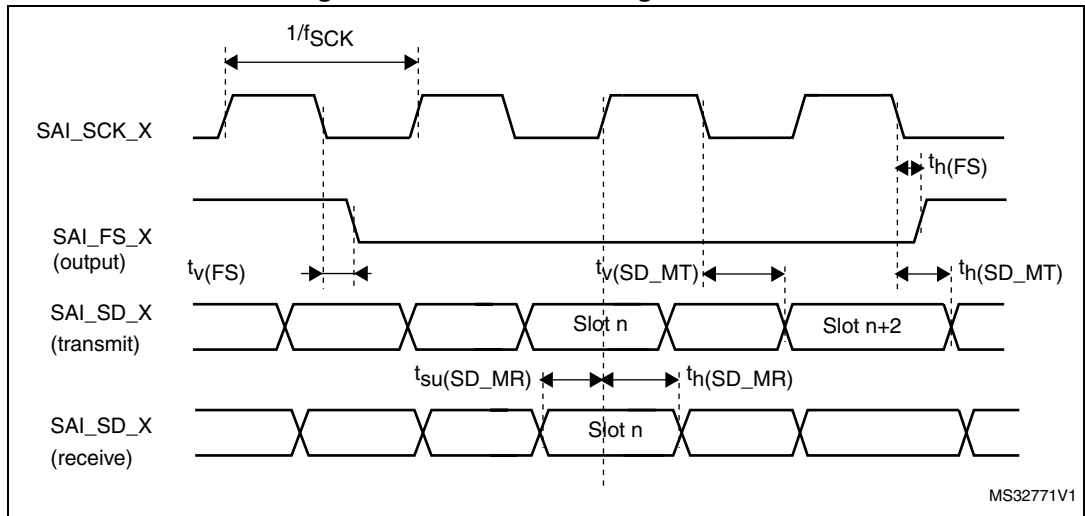 1/fSCK
SAI_SCK_X
th(FS)
SAI_FS_X
(output)
tv(FS)
tv(SD_MT)
th(SD_MT)
SAI_SD_X
(transmit)
Slot n
Slot n+2
tsu(SD_MR)
th(SD_MR)
SAI_SD_X
(receive)
Slot n
MS32771V1